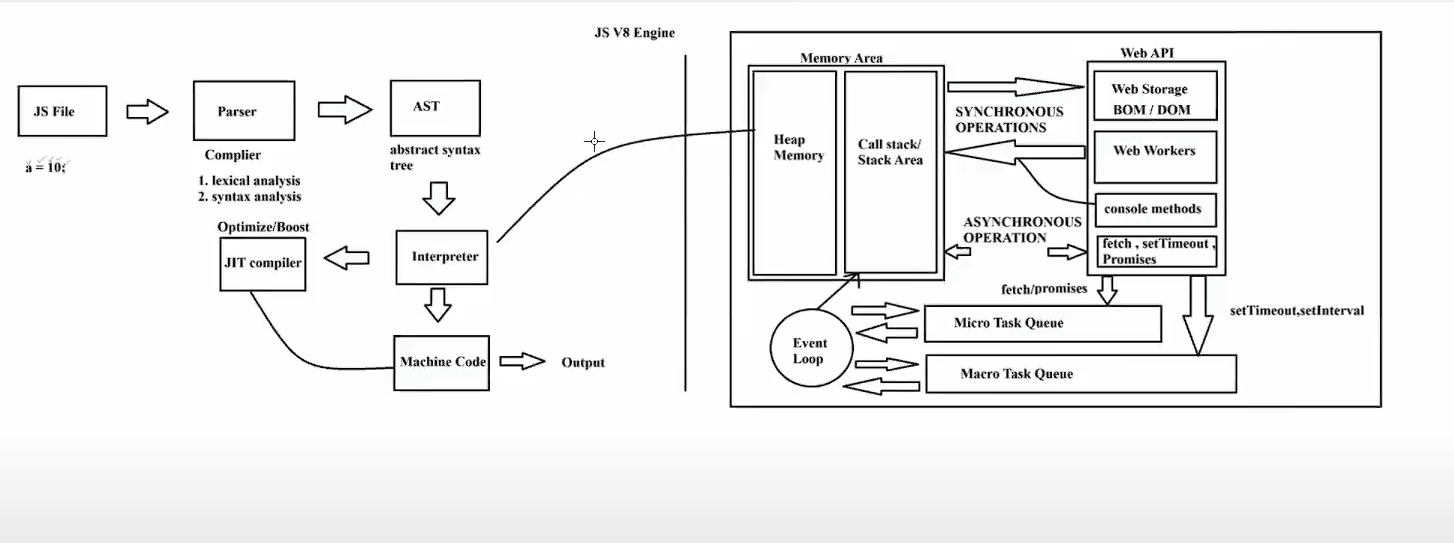 JS V8 Engine
JS File
a = 10;
Parser
Complier
1. lexical analysis
2. syntax analysis
AST
abstract syntax
tree
Optimize/Boost
JIT compiler
Interpreter
Machine Code
Output
Memory Area
Heap
Memory
Call stack/
Stack Area
SYNCHRONOUS
OPERATIONS
ASYNCHRONOUS
OPERATION
Web API
Web Storage
BOM / DOM
Web Workers
console methods
fetch , setTimeout ,
Promises
fetch/promises
setTimeout,setInterval
Event
Loop
Micro Task Queue
Macro Task Queue